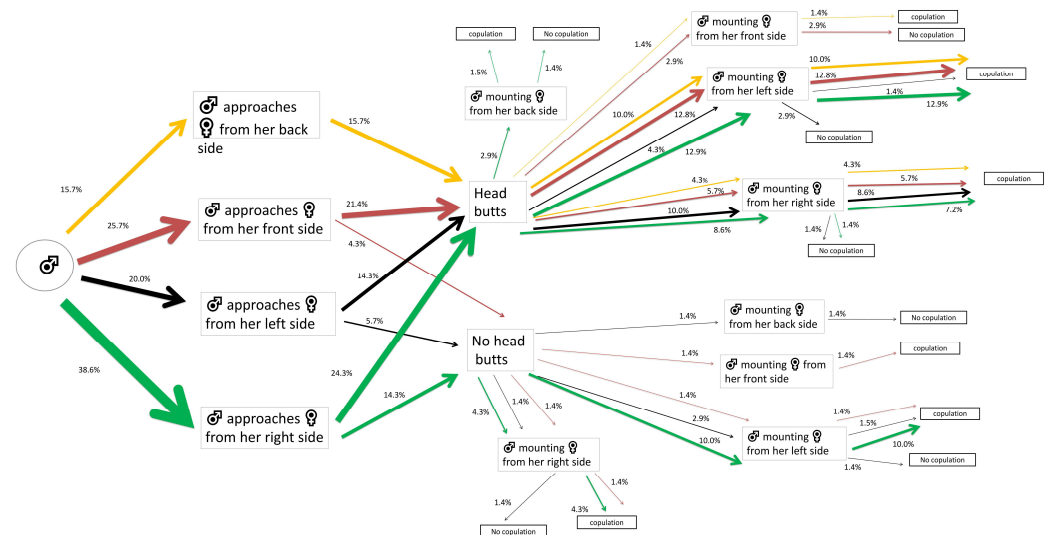 1.4%
copulation
♂ mounting ♀
from her front side
2.9%
No copulation
copulation
No copulation
1.4%
2.9%
1.5%
1.4%
♂ mounting ♀
from her back side
2.9%
10.0%
♂ mounting ♀
from her left side
12.8%
copulation
1.4%
12.9%
2.9%
No copulation
10.0%
12.8%
4.3%
12.9%
♂ approaches
♀ from her back
side
15.7%
15.7%
Head
butts
4.3%
5.7%
10.0%
8.6%
♂ mounting ♀
from her right side
4.3%
5.7%
copulation
8.6%
7.2%
1.4%
1.4%
No copulation
♂ approaches ♀
from her front side
25.7%
21.4%
4.3%
♂
20.0%
14.3%
♂ approaches ♀
from her left side
5.7%
No head
butts
1.4%
♂ mounting ♀
from her back side
1.4%
No copulation
1.4%
♂ mounting ♀ from
her front side
1.4%
copulation
38.6%
24.3%
14.3%
♂ approaches ♀
from her right side
1.4%
2.9%
10.0%
♂ mounting ♀
from her left side
1.4%
1.5%
copulation
10.0%
1.4%
No copulation
4.3%
1.4%
1.4%
♂ mounting ♀
from her right side
1.4%
4.3%
1.4%
No copulation
copulation